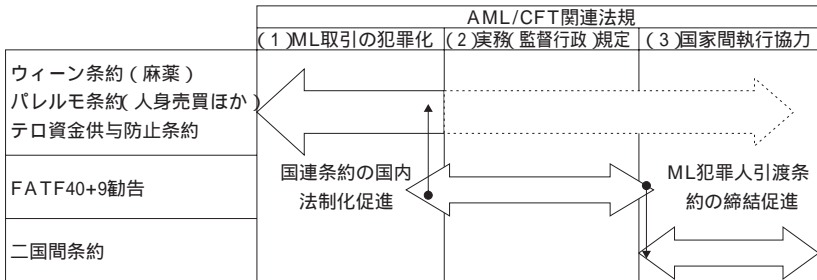 AML/CFT関連法規
(1)ML取引の犯罪化
(2)実務(監督行政)規定
(3)国家間執行協力
ウィーン条約(麻薬)
パレルモ条約(人身売買ほか)
テロ資金供与防止条約
FATF40+9勧告
国連条約の国内
法制化促進
ML犯罪人引渡条
約の締結促進
二国間条約